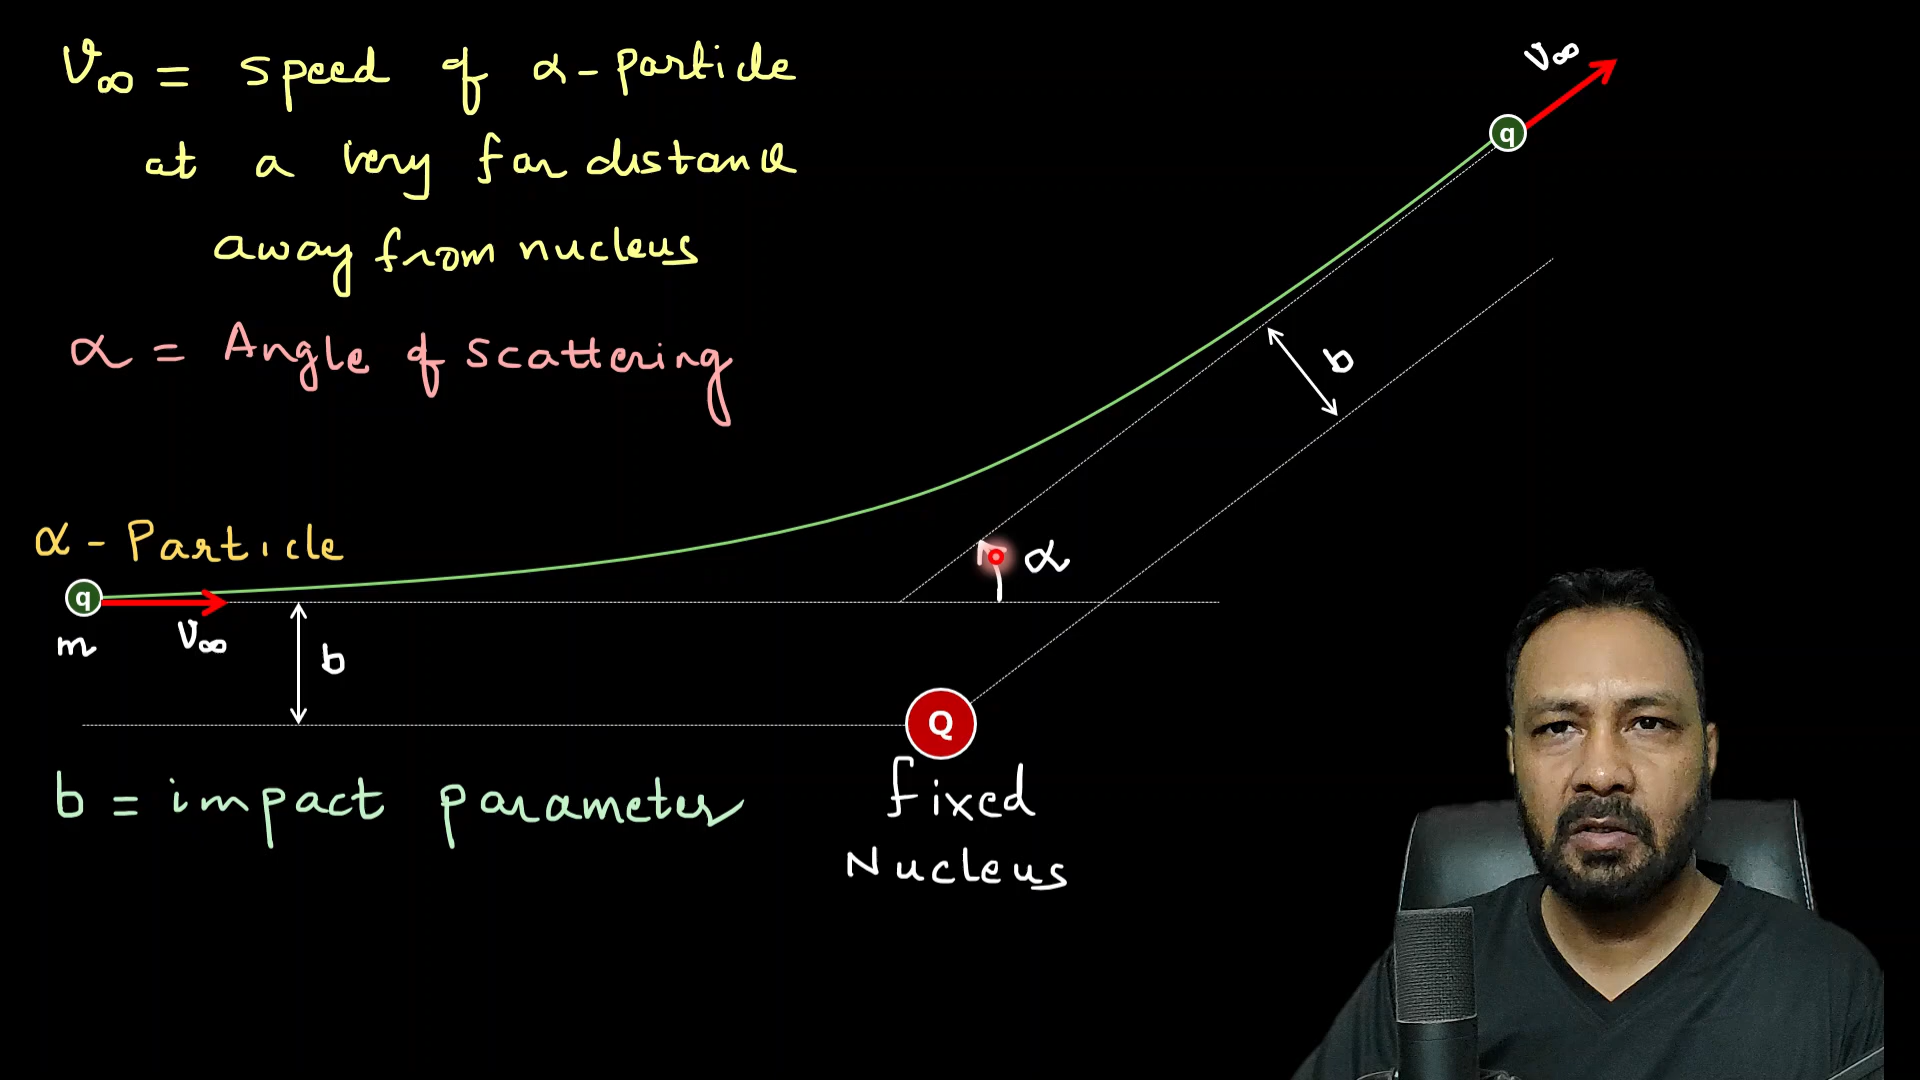 V∞ = speed of α-particle
at a very far distance
away from nucleus
α = Angle of scattering
V∞
q
b
α
α-Particle
q
m
V∞
b
Q
b = impact parameter
fixed
Nucleus